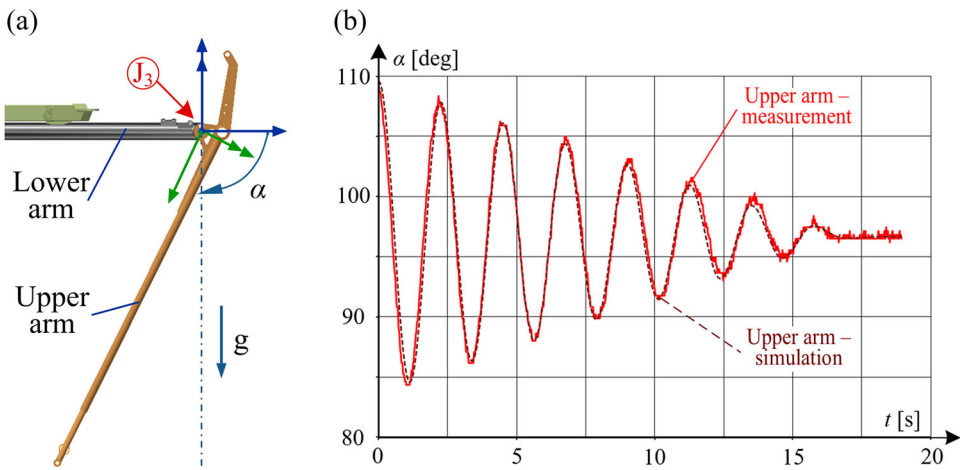 (a)
J3
Lower
arm
α
Upper
arm
g
(b)
α [deg]
110
100
90
80
Upper arm –
measurement
Upper arm –
simulation
t [s]
0
5
10
15
20